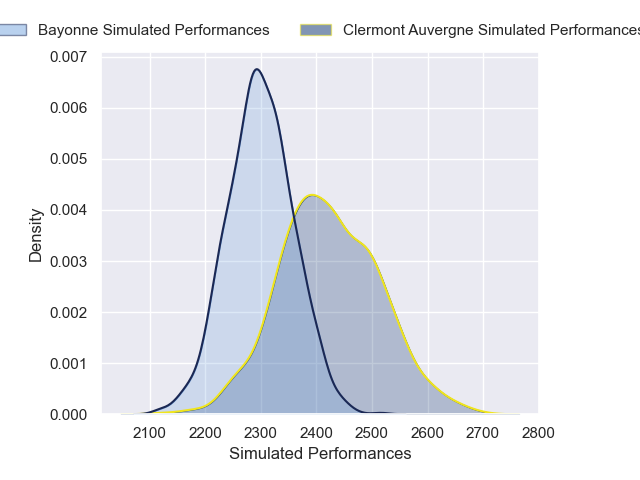 Bayonne Simulated Performances Clermont Auvergne Simulated Performances
0.007
0.006
0.005
0.004
0.003
0.002
0.001
0.000
Density
2100 2200 2300 2400 2500 2600 2700 2800
Simulated Performances